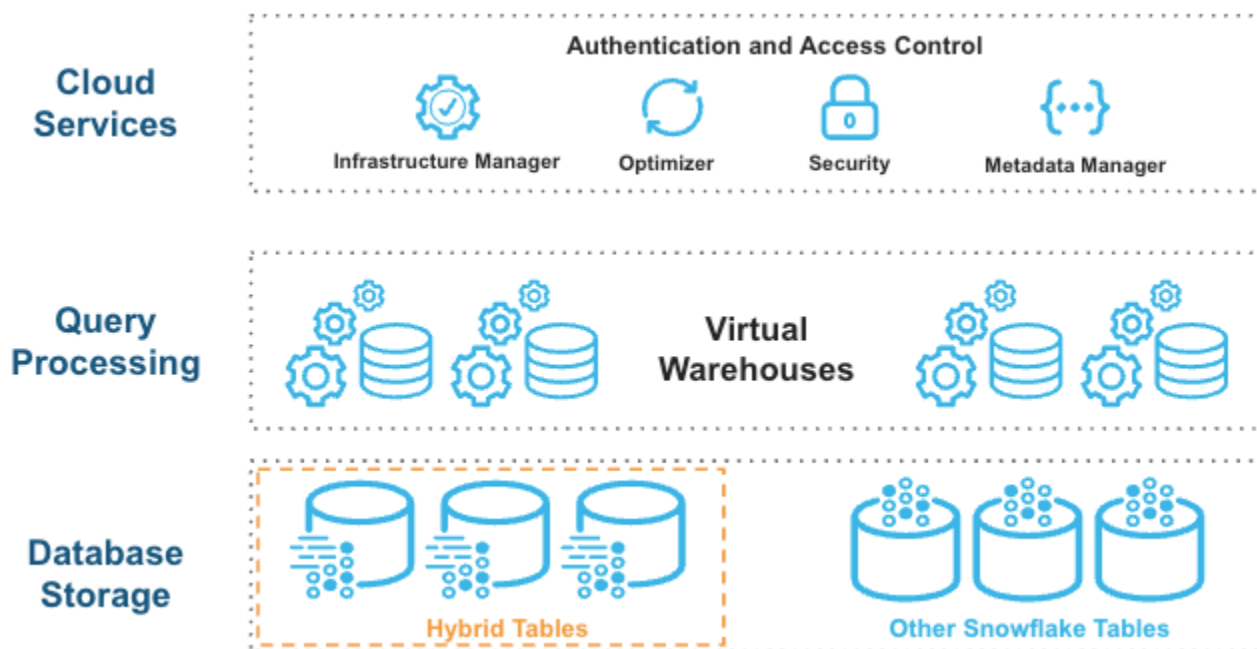 Cloud
Services
Authentication and Access Control
Infrastructure Manager
Optimizer
Security
Metadata Manager
Query
Processing
Virtual
Warehouses
Database
Storage
Hybrid Tables
Other Snowflake Tables